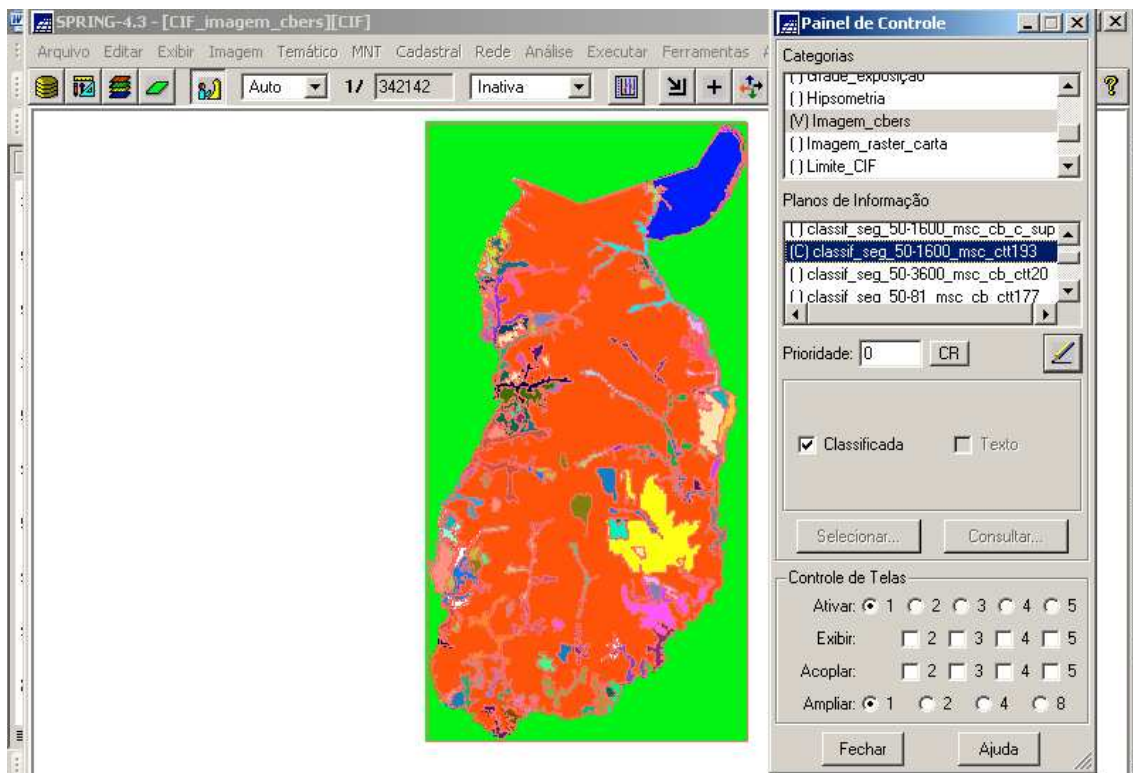 SPRING-4.3 - [CIF_imagem_cbers][CIF]
Arquivo Editar Exibir Imagem Temático MNT Cadastral Rede Análise Executar Ferramentas
Auto 1/ 342142 Inativa
Painel de Controle
Categorias
( ) Grade_exposição
( ) Hipsometria
(V) Imagem_cbers
( ) Imagem_raster_carta
( ) Limite_CIF
Planos de Informação
( ) classif_seg_50-1600_msc_cb_c_sup
(C) classif_seg_50-1600_msc_ctt193
( ) classif_seg_50-3600_msc_cb_ctt20
( ) classif_seg_50-81_msc_cb_ctt177
Prioridade: 0 CR
Classificada Texto
Selecionar... Consultar...
Controle de Telas
Ativar: 1 2 3 4 5
Exibir: 2 3 4 5
Acoplar: 2 3 4 5
Ampliar: 1 2 4 8
Fechar Ajuda